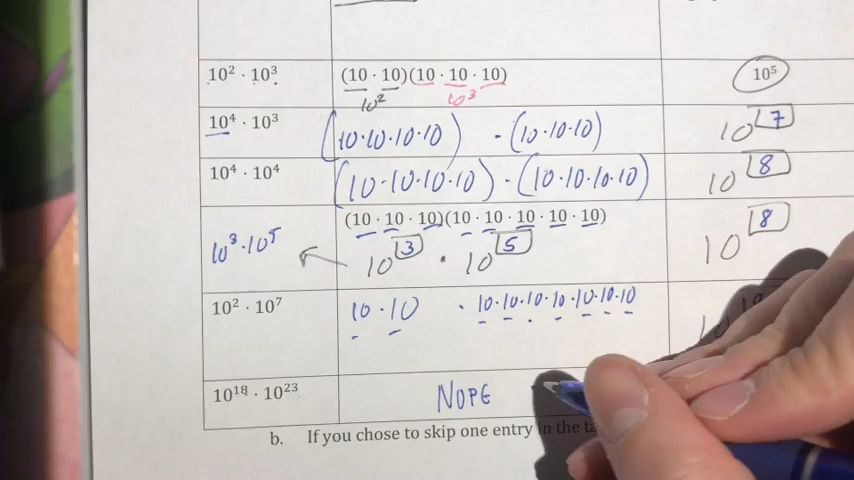 10² · 10³ (10 · 10)(10 · 10 · 10) 10⁵
10² 10³
10⁴ · 10³ (10·10·10·10) · (10·10·10) 10⁷
10⁴ · 10⁴ (10·10·10·10) · (10·10·10·10) 10⁸
(10 · 10 · 10)(10 · 10 · 10 · 10 · 10)
10³·10⁵ 10³ · 10⁵ 10⁸
10² · 10⁷ 10·10 · 10·10·10·10·10·10·10
10¹⁸ · 10²³ NOPE
b. If you chose to skip one entry in the